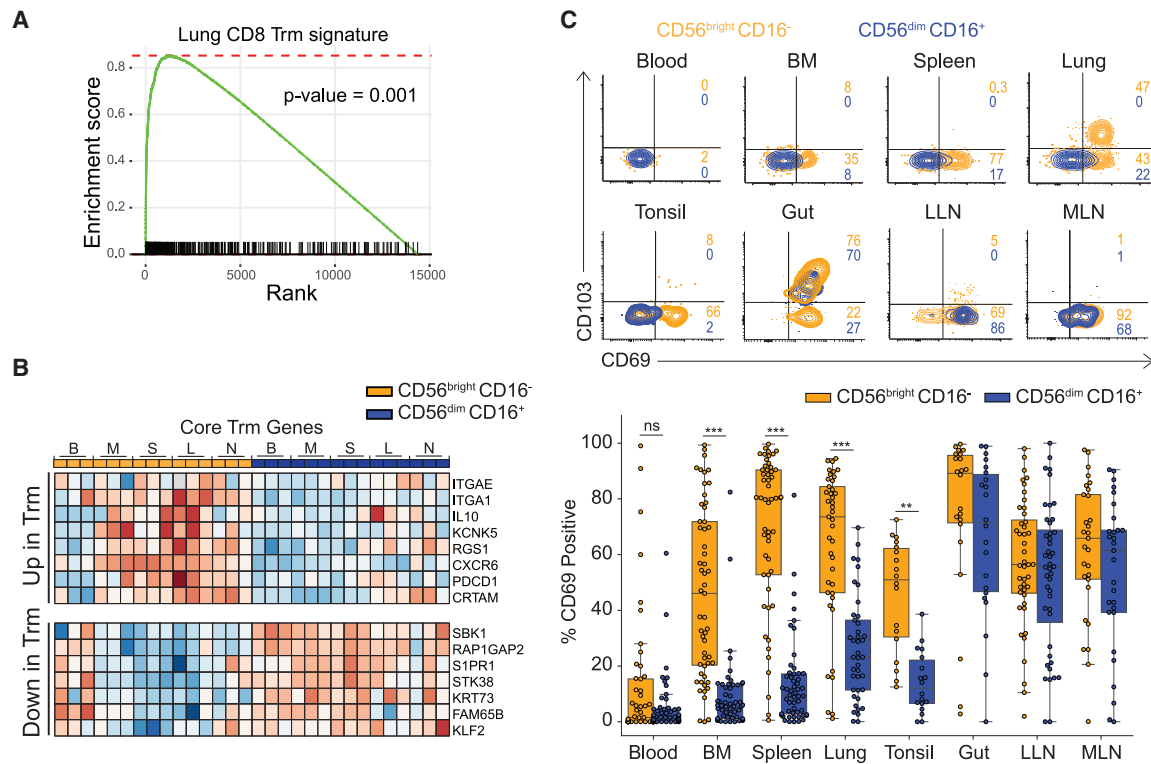 A
Lung CD8 Trm signature
p-value = 0.001
Enrichment score
0.8
0.6
0.4
0.2
0.0
0 5000 10000 15000
Rank
B
CD56bright CD16-
CD56dim CD16+
Core Trm Genes
B M S L N B M S L N
Up in Trm
ITGAE
ITGA1
IL10
KCNK5
RGS1
CXCR6
PDCD1
CRTAM
Down in Trm
SBK1
RAP1GAP2
S1PR1
STK38
KRT73
FAM65B
KLF2
C
CD56bright CD16- CD56dim CD16+
Blood BM Spleen Lung
0 8 0.3 47
0 0 0 0
2 35 77 43
0 8 17 22
Tonsil Gut LLN MLN
8 76 5 1
0 70 0 1
66 22 69 92
2 27 86 68
CD103
CD69
CD56bright CD16- CD56dim CD16+
% CD69 Positive
100
80
60
40
20
0
ns *** *** *** **
Blood BM Spleen Lung Tonsil Gut LLN MLN